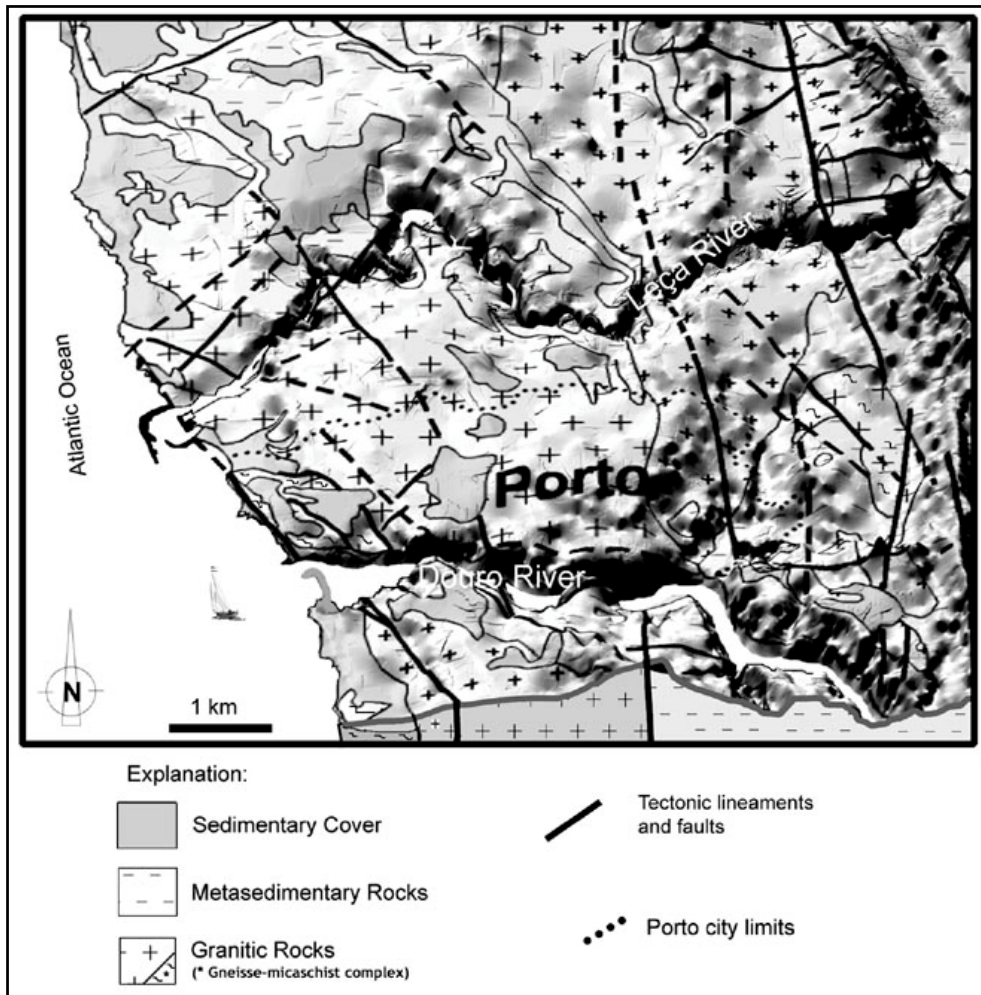 Leça River
Atlantic Ocean
Porto
Douro River
N
1 km
Explanation:
Sedimentary Cover
Metasedimentary Rocks
Granitic Rocks
(* Gneisse-micaschist complex)
Tectonic lineaments
and faults
Porto city limits